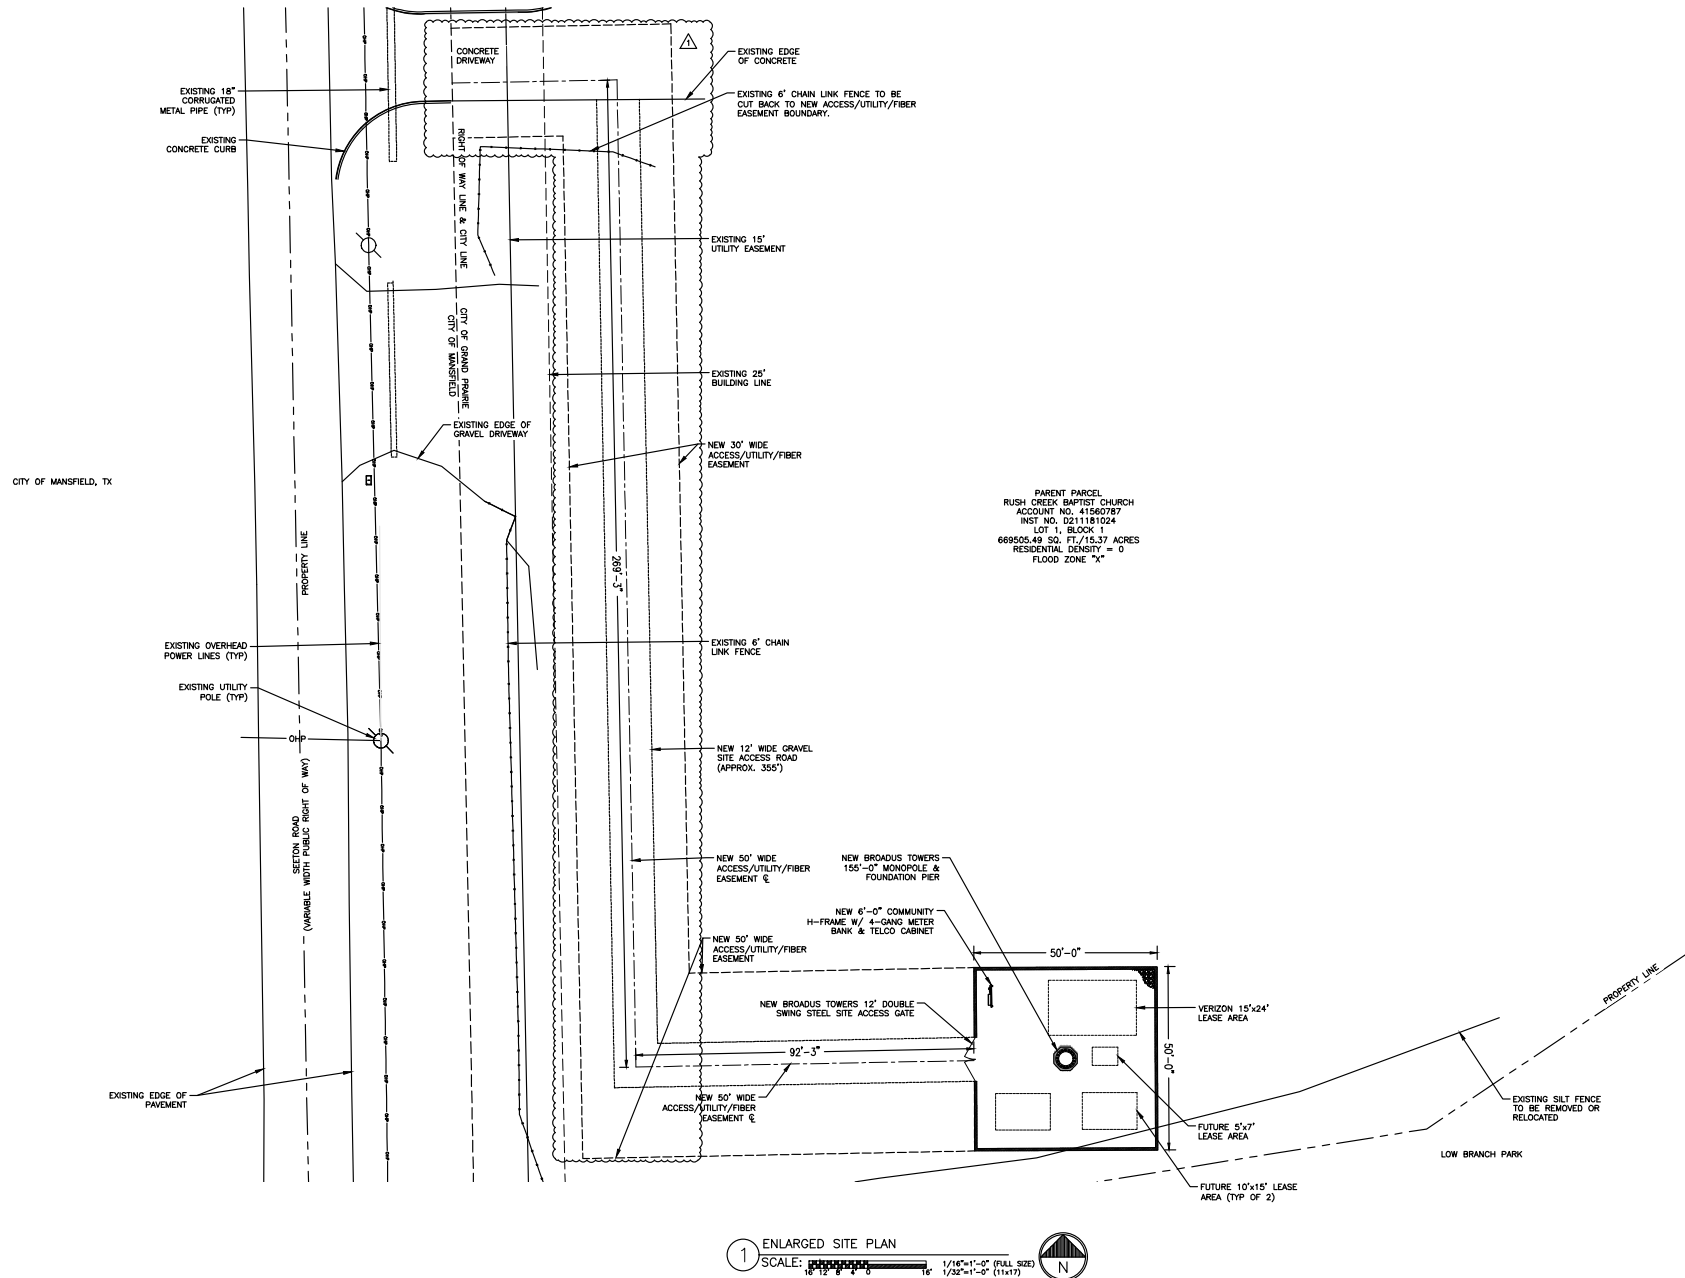 CONCRETE
DRIVEWAY
1
EXISTING EDGE
OF CONCRETE
EXISTING 18"
CORRUGATED
METAL PIPE (TYP)
EXISTING 6' CHAIN LINK FENCE TO BE
CUT BACK TO NEW ACCESS/UTILITY/FIBER
EASEMENT BOUNDARY.
EXISTING
CONCRETE CURB
RIGHT OF WAY LINE & CITY LINE
EXISTING 15'
UTILITY EASEMENT
CITY OF GRAND PRAIRIE
CITY OF MANSFIELD
EXISTING 25'
BUILDING LINE
EXISTING EDGE OF
GRAVEL DRIVEWAY
NEW 30' WIDE
ACCESS/UTILITY/FIBER
EASEMENT
CITY OF MANSFIELD, TX
PARENT PARCEL
RUSH CREEK BAPTIST CHURCH
ACCOUNT NO. 41560787
INST NO. D211181024
LOT 1, BLOCK 1
669505.49 SQ. FT./15.37 ACRES
RESIDENTIAL DENSITY = 0
FLOOD ZONE "X"
PROPERTY LINE
269'-3"
EXISTING OVERHEAD
POWER LINES (TYP)
EXISTING 6' CHAIN
LINK FENCE
EXISTING UTILITY
POLE (TYP)
OHP
NEW 12' WIDE GRAVEL
SITE ACCESS ROAD
(APPROX. 355')
SEETON ROAD
(VARIABLE WIDTH PUBLIC RIGHT OF WAY)
NEW 50' WIDE
ACCESS/UTILITY/FIBER
EASEMENT ℄
NEW BROADUS TOWERS
155'-0" MONOPOLE &
FOUNDATION PIER
NEW 6'-0" COMMUNITY
H-FRAME W/ 4-GANG METER
BANK & TELCO CABINET
NEW 50' WIDE
ACCESS/UTILITY/FIBER
EASEMENT
50'-0"
PROPERTY LINE
NEW BROADUS TOWERS 12' DOUBLE
SWING STEEL SITE ACCESS GATE
VERIZON 15'x24'
LEASE AREA
92'-3"
50'-0"
EXISTING EDGE OF
PAVEMENT
NEW 50' WIDE
ACCESS/UTILITY/FIBER
EASEMENT ℄
EXISTING SILT FENCE
TO BE REMOVED OR
RELOCATED
FUTURE 5'x7'
LEASE AREA
LOW BRANCH PARK
FUTURE 10'x15' LEASE
AREA (TYP OF 2)
1
ENLARGED SITE PLAN
SCALE:
16' 12' 8' 4' 0 16'
1/16"=1'-0" (FULL SIZE)
1/32"=1'-0" (11x17)
N